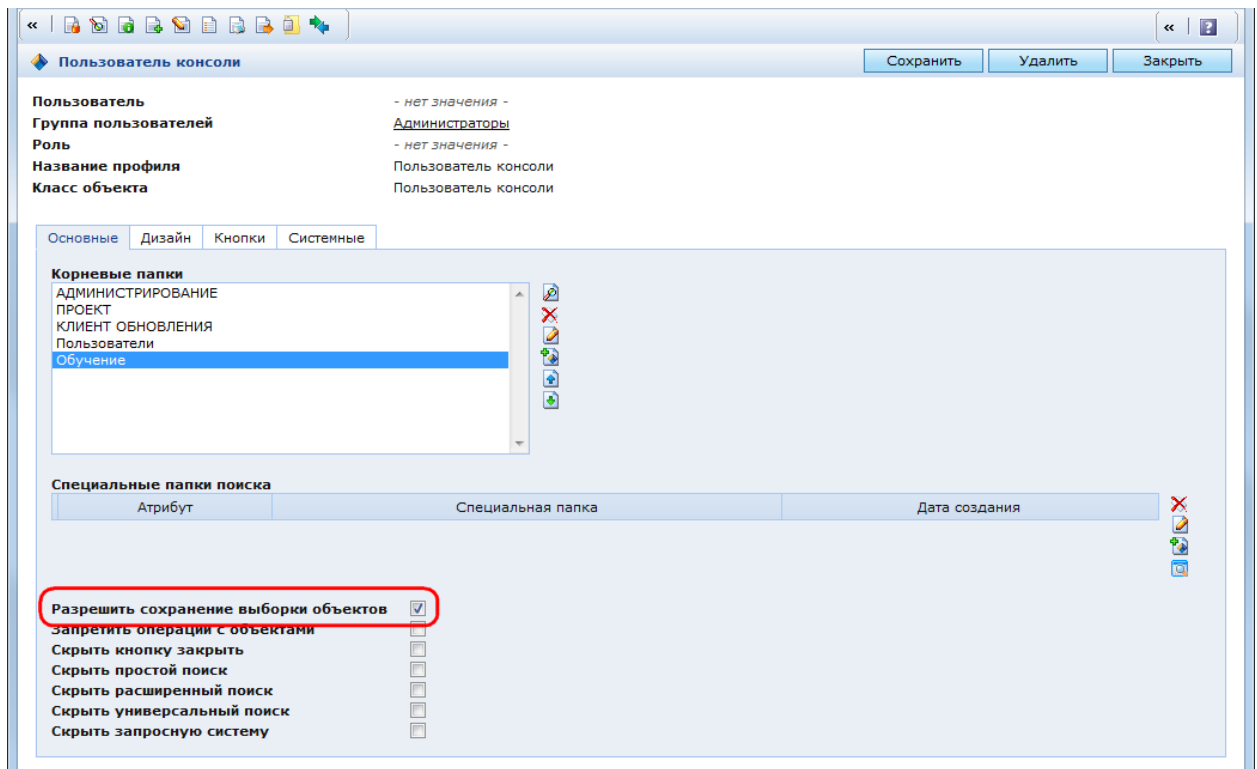 «
« ?
Пользователь консоли Сохранить Удалить Закрыть
Пользователь - нет значения -
Группа пользователей Администраторы
Роль - нет значения -
Название профиля Пользователь консоли
Класс объекта Пользователь консоли
Основные Дизайн Кнопки Системные
Корневые папки
АДМИНИСТРИРОВАНИЕ
ПРОЕКТ
КЛИЕНТ ОБНОВЛЕНИЯ
Пользователи
Обучение
Специальные папки поиска
Атрибут Специальная папка Дата создания
Разрешить сохранение выборки объектов
Запретить операции с объектами
Скрыть кнопку закрыть
Скрыть простой поиск
Скрыть расширенный поиск
Скрыть универсальный поиск
Скрыть запросную систему